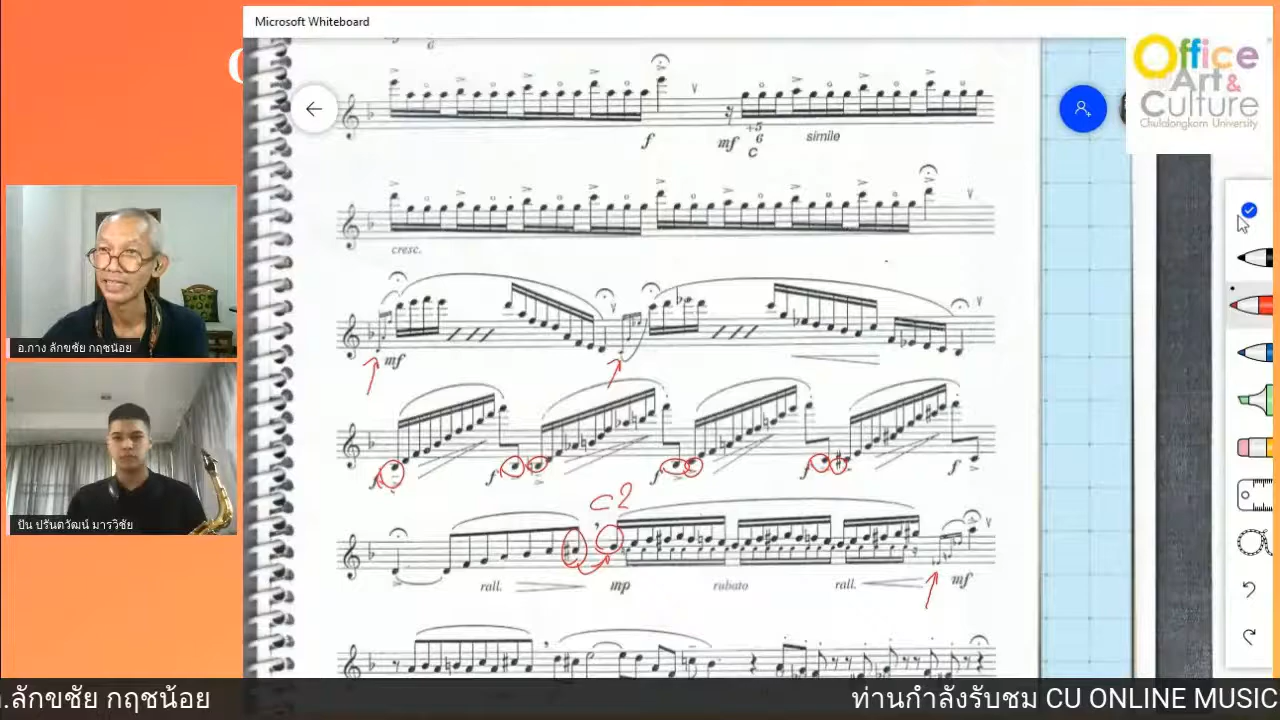 Microsoft Whiteboard
Office
Art &
Culture
Chulalongkorn University
6
f
mf
+5
6
C
simile
cresc.
mf
f
f
f
f
f
C2
rall.
mp
rubato
rall.
mf
อ.กาง ลักขชัย กฤชน้อย
ปัน ปรันตวัฒน์ มารวิชัย
.ลักขชัย กฤชน้อย
ท่านกำลังรับชม CU ONLINE MUSIC